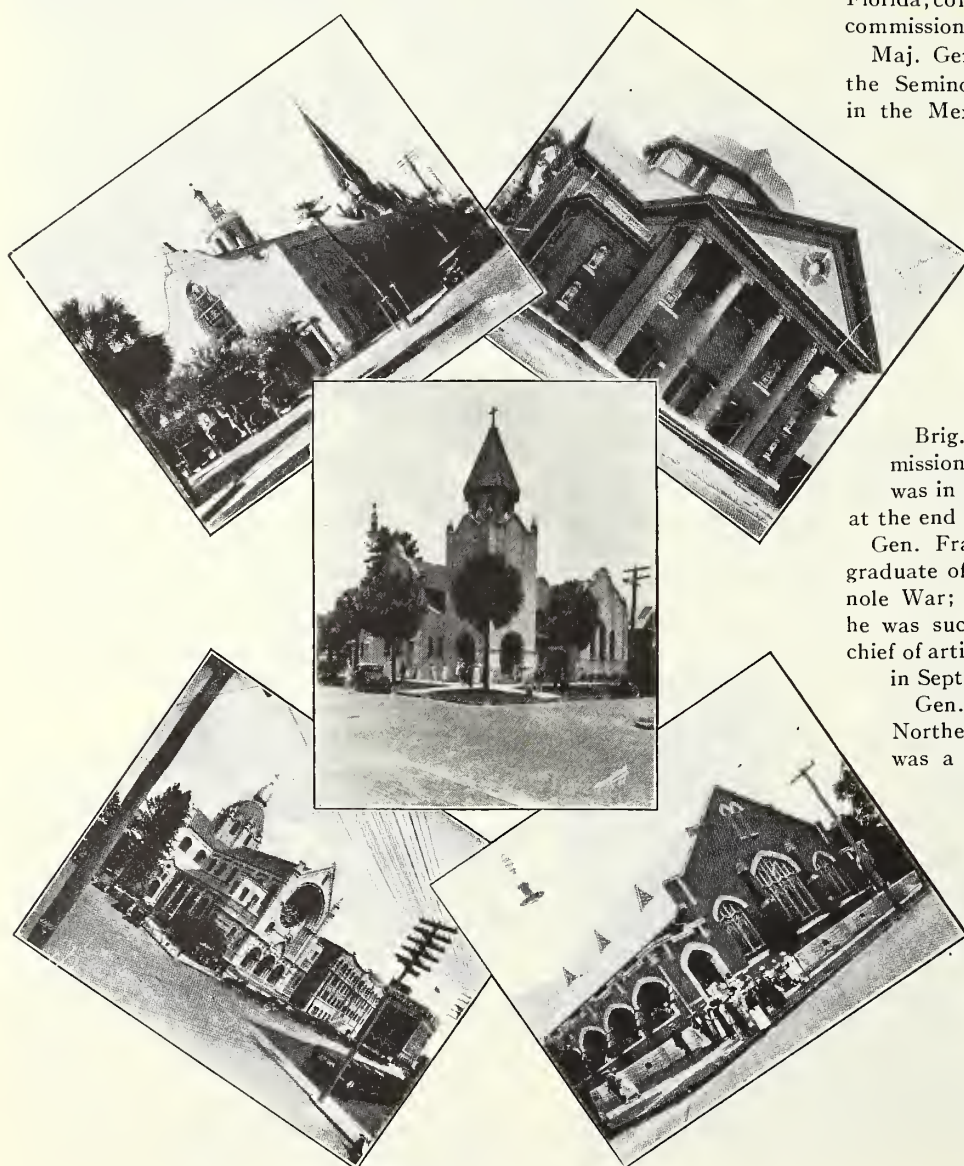 Florida, co
commission
Maj. Ge
the Semino
in the Me
Brig.
mission
was in
at the end
Gen. Fra
graduate of
nole War;
he was suc
chief of arti
in Sept
Gen.
Northe
was a